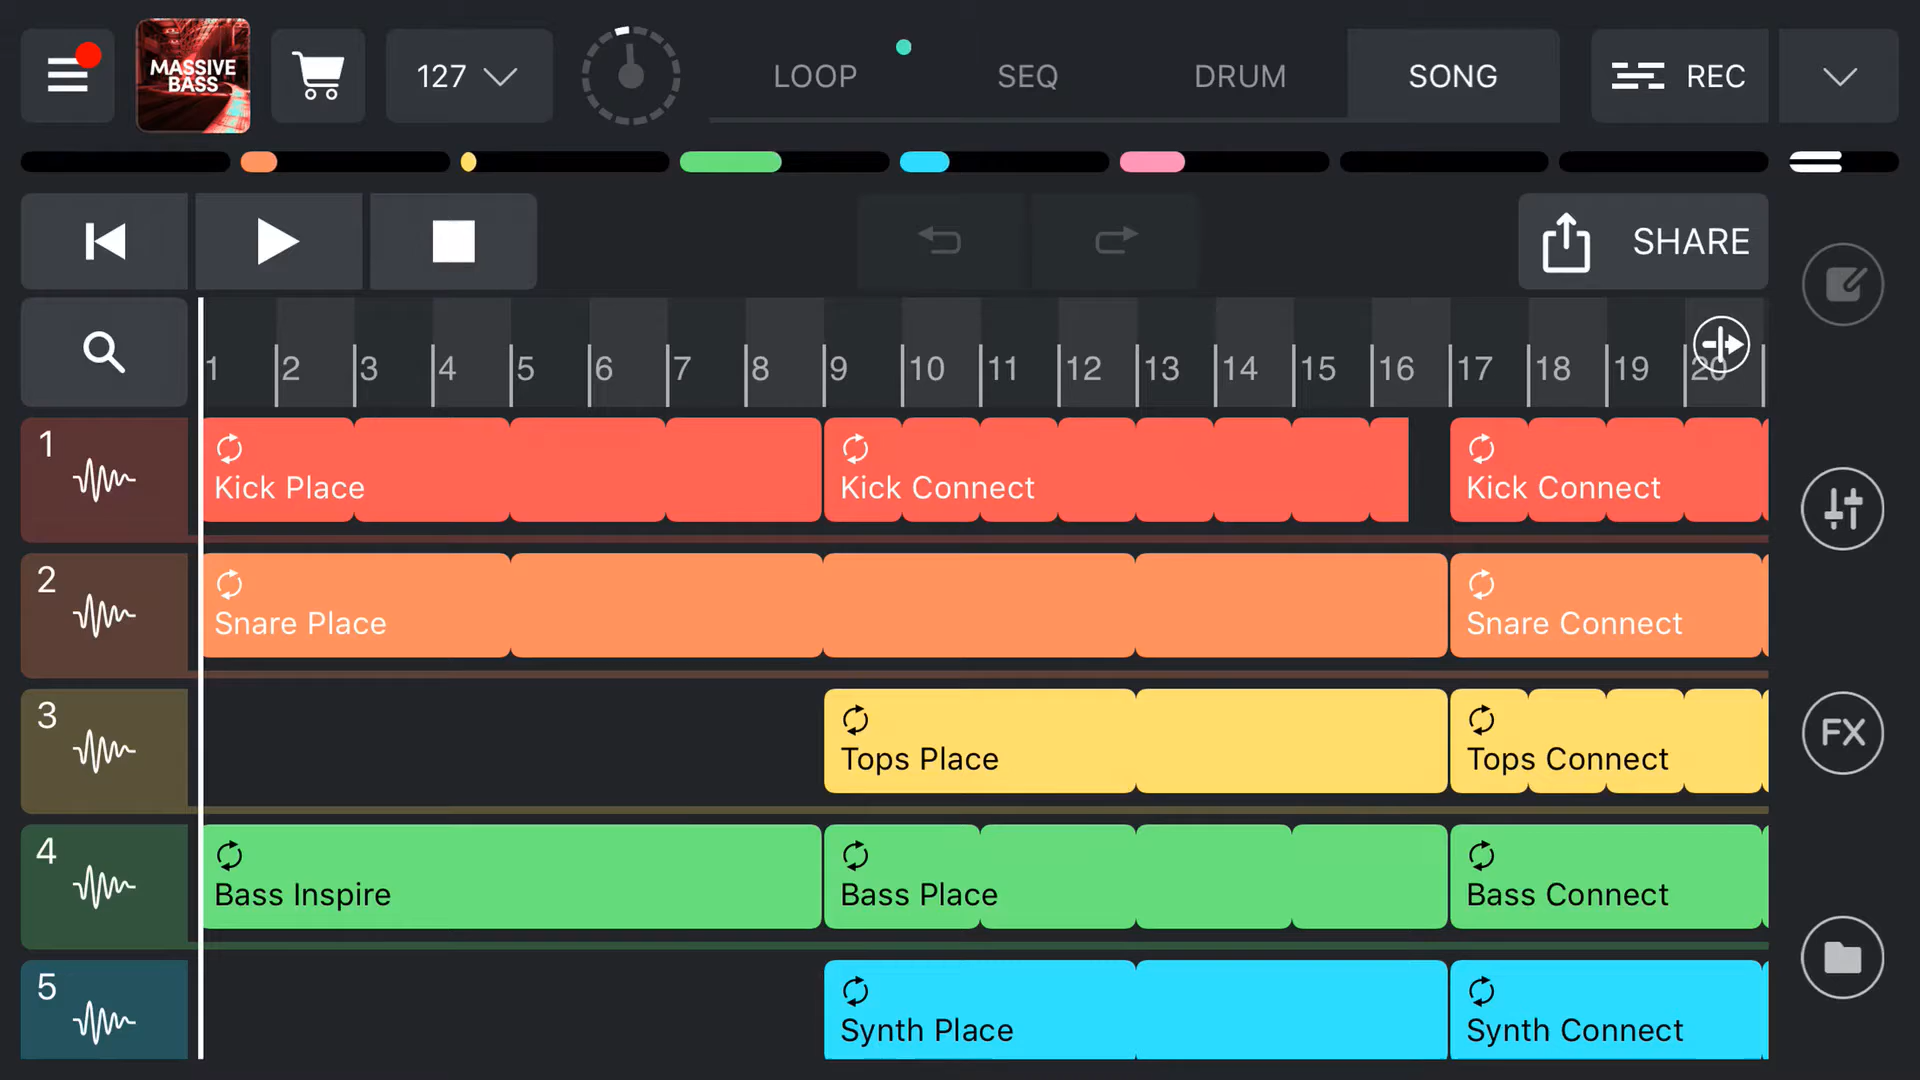 MASSIVE
BASS
127
LOOP
SEQ
DRUM
SONG
REC
SHARE
1 2 3 4 5 6 7 8 9 10 11 12 13 14 15 16 17 18 19 20
1
Kick Place
Kick Connect
Kick Connect
2
Snare Place
Snare Connect
3
Tops Place
Tops Connect
FX
4
Bass Inspire
Bass Place
Bass Connect
5
Synth Place
Synth Connect